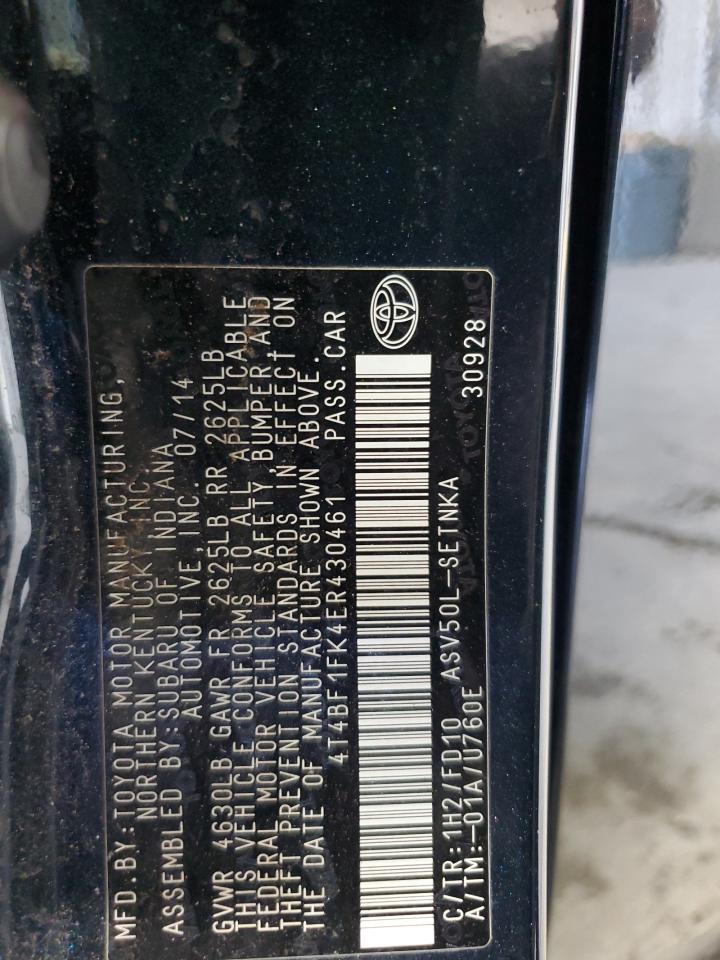 MFD.BY:TOYOTA MOTOR MANUFACTURING,
NORTHERN KENTUCKY, INC.
ASSEMBLED BY:SUBARU OF INDIANA
AUTOMOTIVE, INC. 07/14
GVWR 4630LB GAWR FR 2625LB RR 2625LB
THIS VEHICLE CONFORMS TO ALL APPLICABLE
FEDERAL MOTOR VEHICLE SAFETY, BUMPER, AND
THEFT PREVENTION STANDARDS IN EFFECT ON
THE DATE OF MANUFACTURE SHOWN ABOVE.
4T4BF1FK4ER430461 PASS.CAR
C/TR:1H2/FD10 ASV50L-SETNKA
A/TM:-01A/U760E 30928